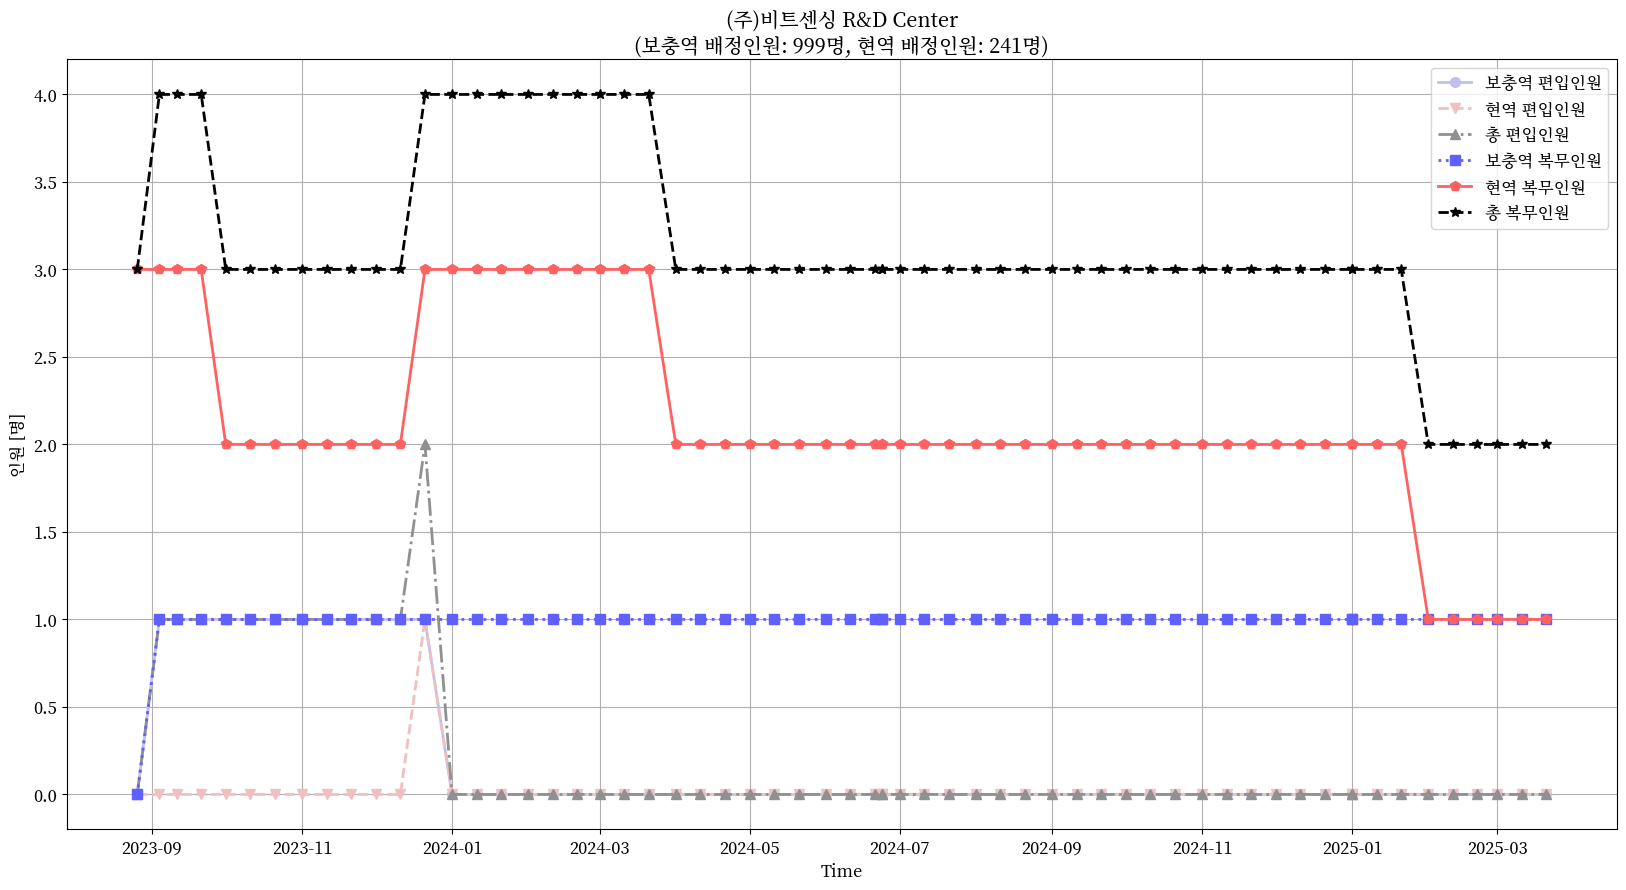 (주)비트센싱 R&D Center
(보충역 배정인원: 999명, 현역 배정인원: 241명)
보충역 편입인원
현역 편입인원
총 편입인원
보충역 복무인원
현역 복무인원
총 복무인원
4.0
3.5
3.0
2.5
2.0
1.5
1.0
0.5
0.0
인원 [명]
2023-09
2023-11
2024-01
2024-03
2024-05
2024-07
2024-09
2024-11
2025-01
2025-03
Time